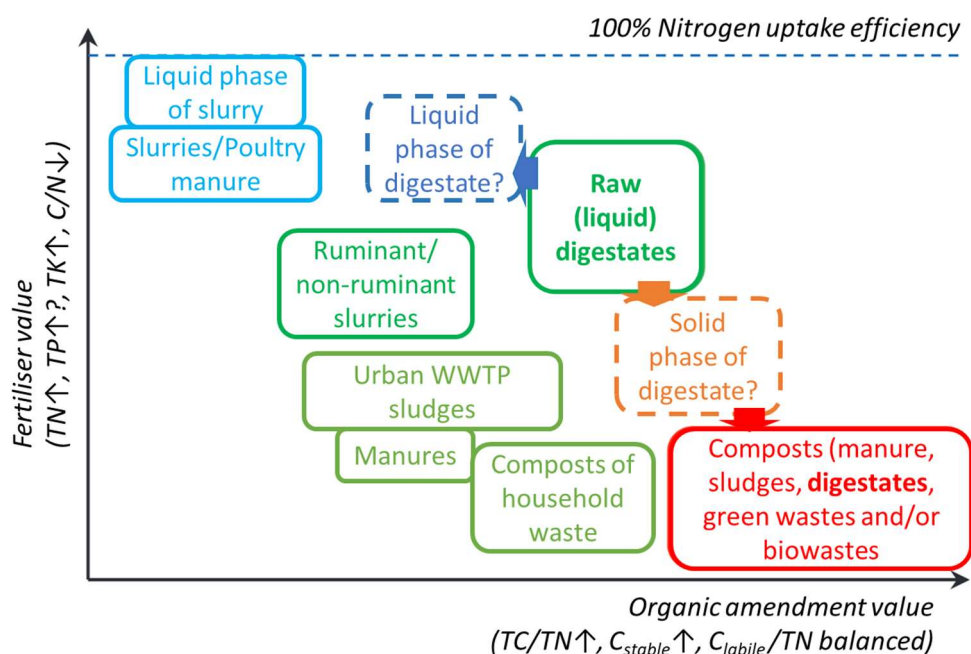 100% Nitrogen uptake efficiency
Liquid phase
of slurry
Slurries/Poultry
manure
Liquid
phase of
digestate?
Raw
(liquid)
digestates
Ruminant/
non-ruminant
slurries
Solid
phase of
digestate?
Urban WWTP
sludges
Manures
Composts of
household
waste
Composts (manure,
sludges, digestates,
green wastes and/or
biowastes
Fertiliser value
(TN↑, TP↑?, TK↑, C/N↓)
Organic amendment value
(TC/TN↑, Cstable↑, Clabile/TN balanced)